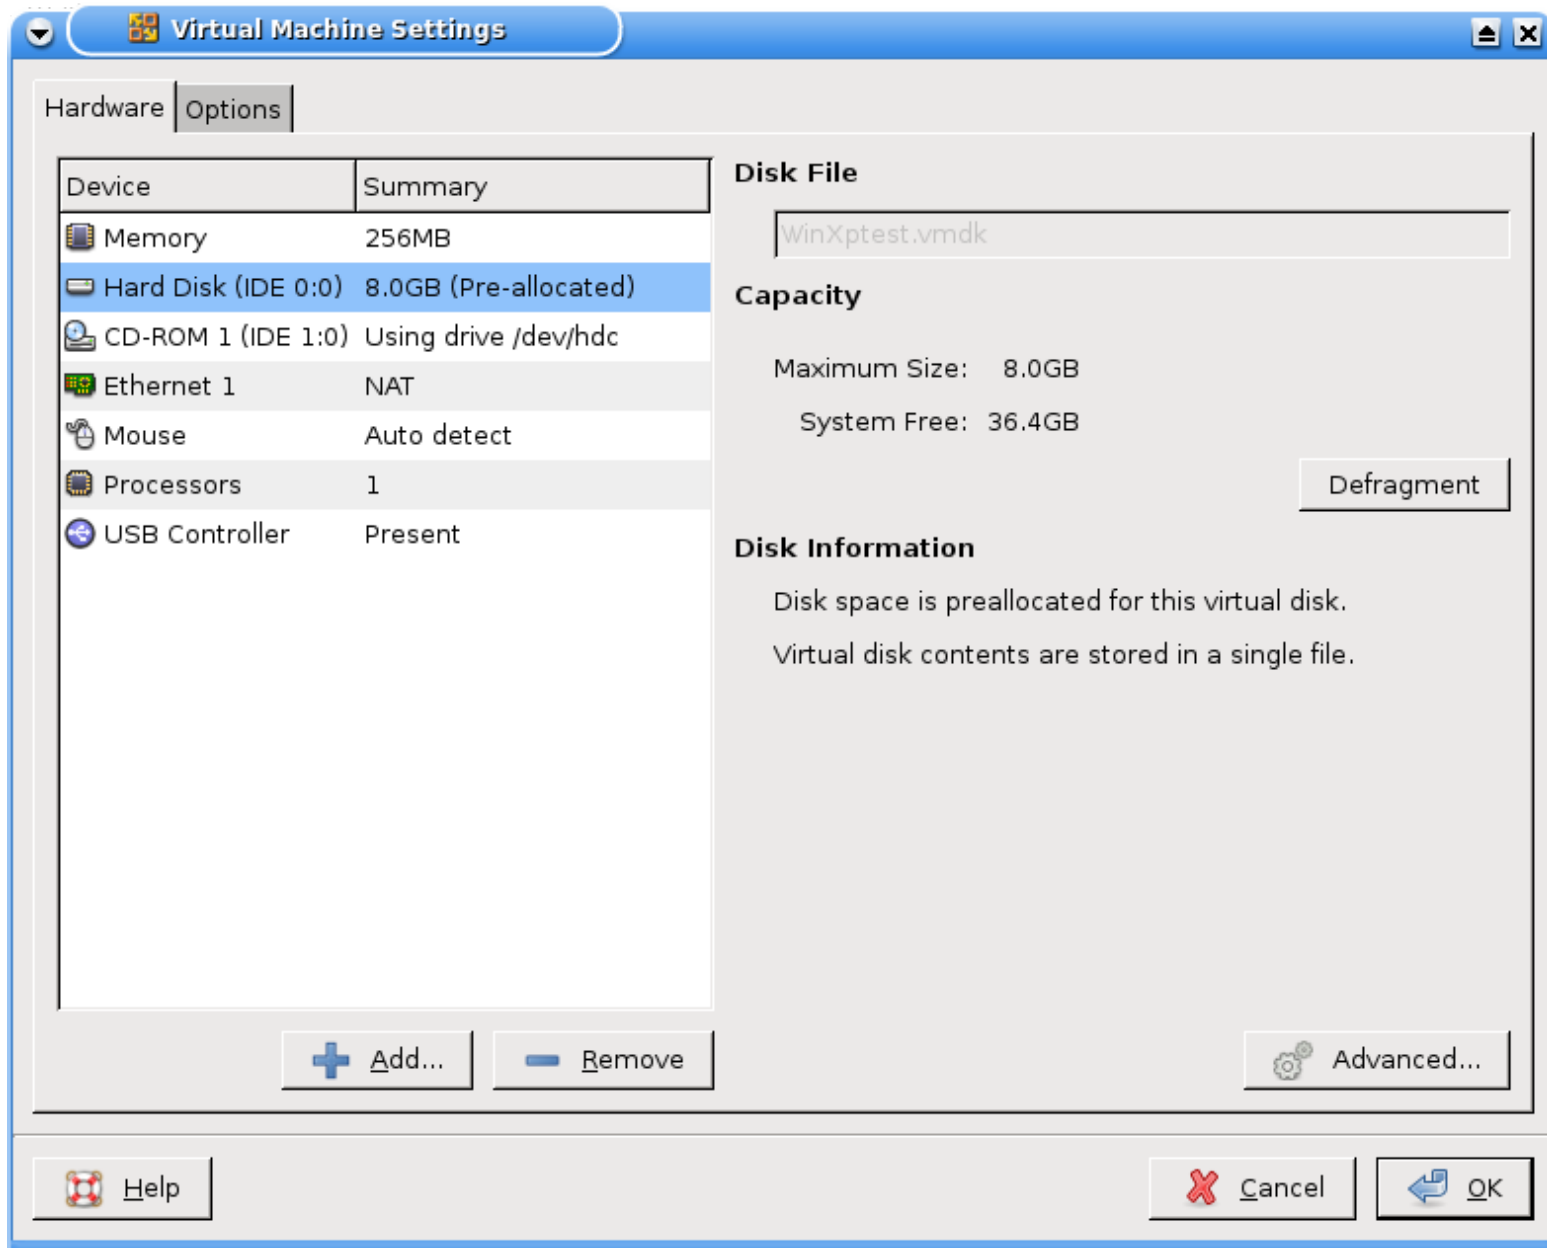 Virtual Machine Settings
Hardware Options
Device Summary
Memory 256MB
Hard Disk (IDE 0:0) 8.0GB (Pre-allocated)
CD-ROM 1 (IDE 1:0) Using drive /dev/hdc
Ethernet 1 NAT
Mouse Auto detect
Processors 1
USB Controller Present
Add... Remove
Disk File
WinXptest.vmdk
Capacity
Maximum Size: 8.0GB
System Free: 36.4GB
Defragment
Disk Information
Disk space is preallocated for this virtual disk.
Virtual disk contents are stored in a single file.
Advanced...
Help Cancel OK